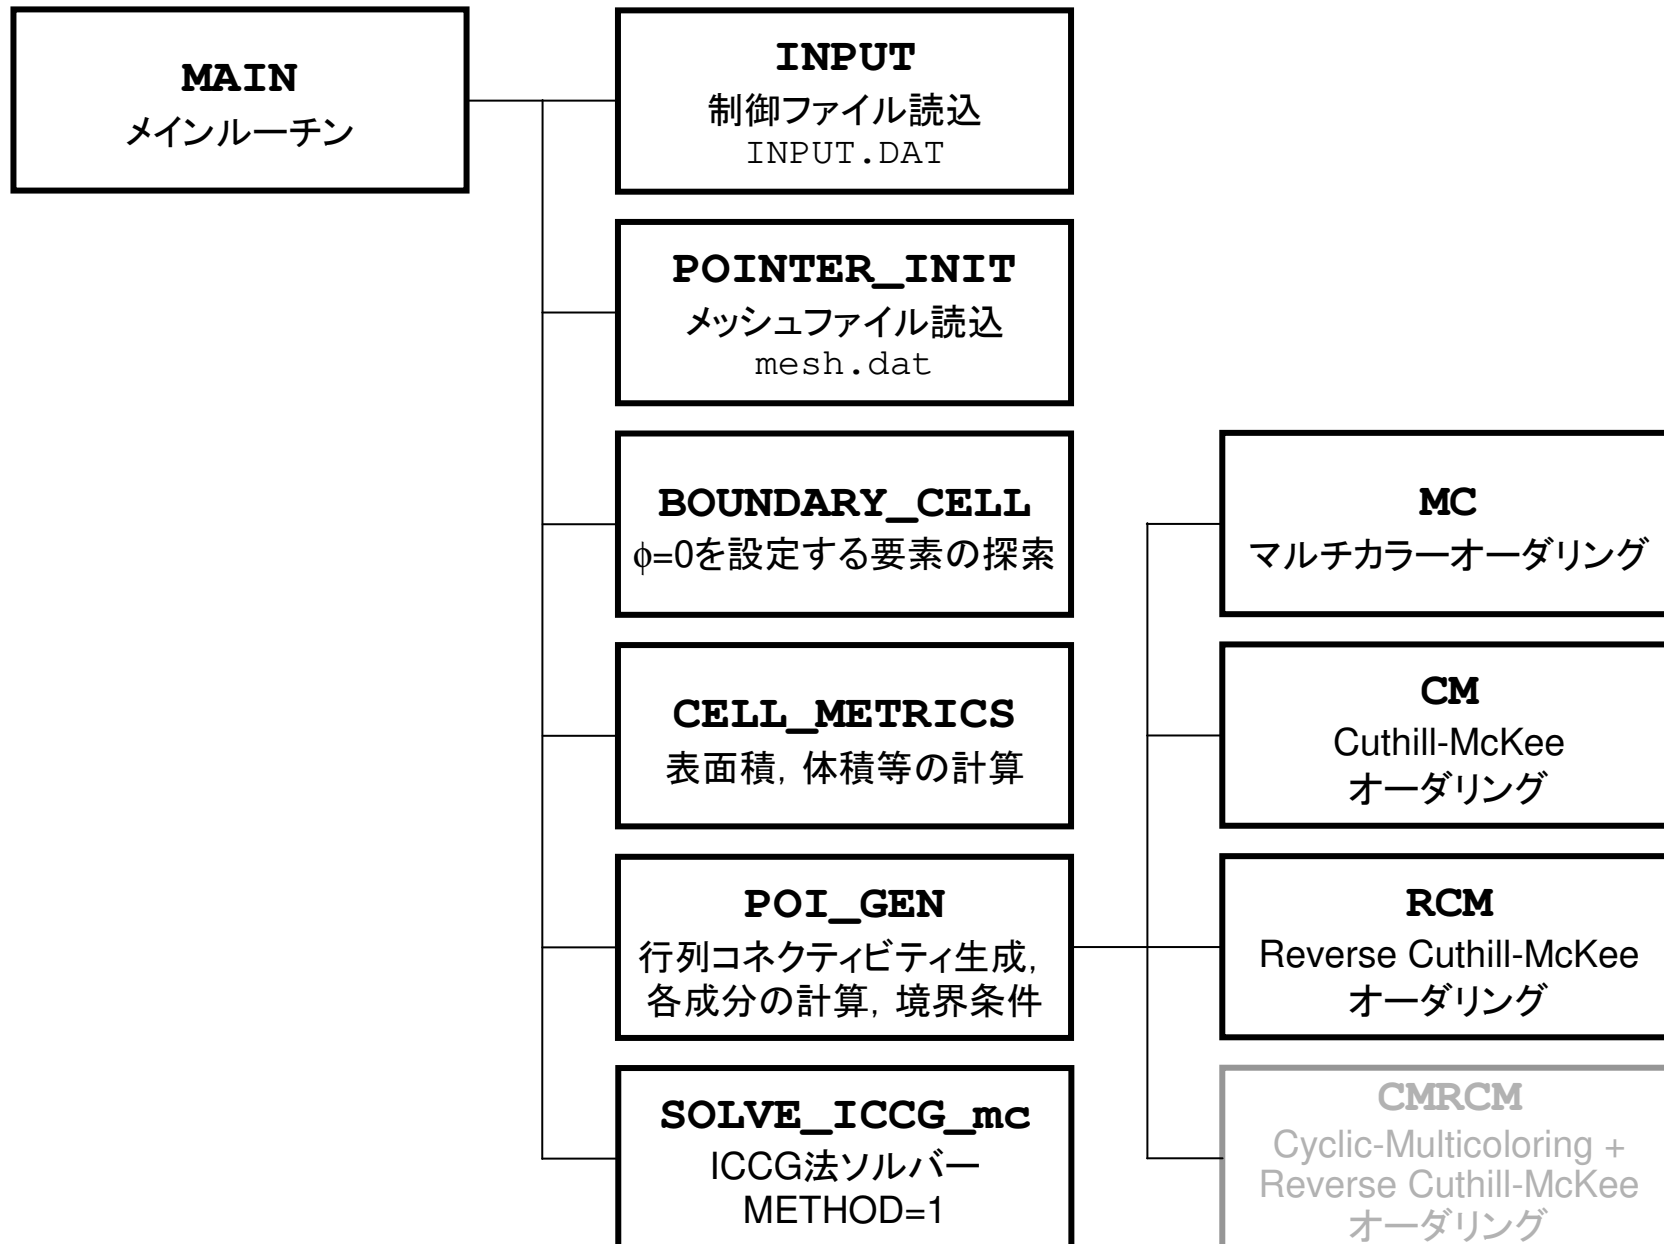 MAIN
メインルーチン
INPUT
制御ファイル読込
INPUT.DAT
POINTER_INIT
メッシュファイル読込
mesh.dat
BOUNDARY_CELL
φ=0を設定する要素の探索
CELL_METRICS
表面積, 体積等の計算
POI_GEN
行列コネクティビティ生成,
各成分の計算, 境界条件
SOLVE_ICCG_mc
ICCG法ソルバー
METHOD=1
MC
マルチカラーオーダリング
CM
Cuthill-McKee
オーダリング
RCM
Reverse Cuthill-McKee
オーダリング
CMRCM
Cyclic-Multicoloring +
Reverse Cuthill-McKee
オーダリング